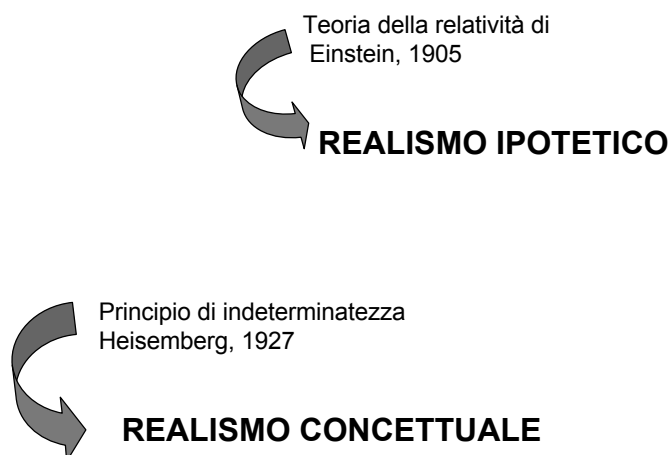 Teoria della relatività di
Einstein, 1905
REALISMO IPOTETICO
Principio di indeterminatezza
Heisemberg, 1927
REALISMO CONCETTUALE